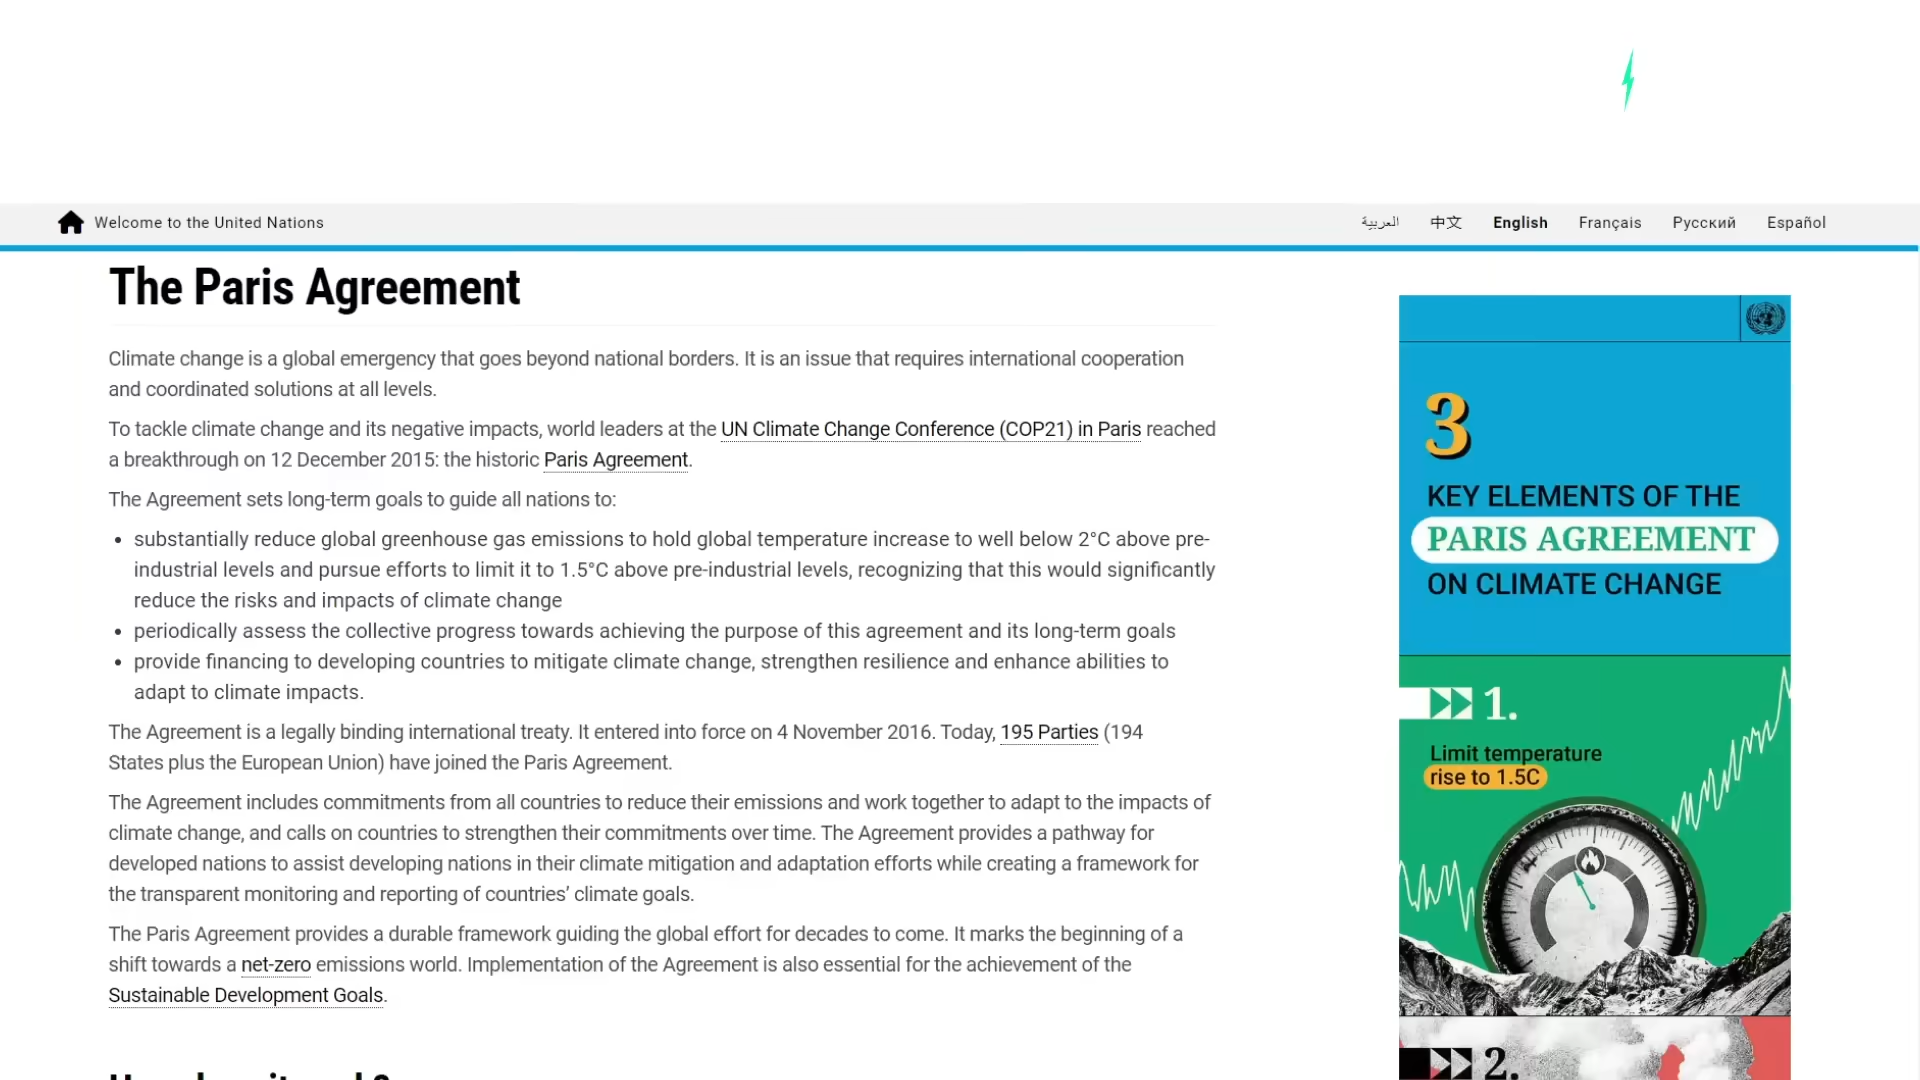 Welcome to the United Nations
العربية 中文 English Français Русский Español
The Paris Agreement
Climate change is a global emergency that goes beyond national borders. It is an issue that requires international cooperation
and coordinated solutions at all levels.
To tackle climate change and its negative impacts, world leaders at the UN Climate Change Conference (COP21) in Paris reached
a breakthrough on 12 December 2015: the historic Paris Agreement.
The Agreement sets long-term goals to guide all nations to:
• substantially reduce global greenhouse gas emissions to hold global temperature increase to well below 2°C above pre-
industrial levels and pursue efforts to limit it to 1.5°C above pre-industrial levels, recognizing that this would significantly
reduce the risks and impacts of climate change
• periodically assess the collective progress towards achieving the purpose of this agreement and its long-term goals
• provide financing to developing countries to mitigate climate change, strengthen resilience and enhance abilities to
adapt to climate impacts.
The Agreement is a legally binding international treaty. It entered into force on 4 November 2016. Today, 195 Parties (194
States plus the European Union) have joined the Paris Agreement.
The Agreement includes commitments from all countries to reduce their emissions and work together to adapt to the impacts of
climate change, and calls on countries to strengthen their commitments over time. The Agreement provides a pathway for
developed nations to assist developing nations in their climate mitigation and adaptation efforts while creating a framework for
the transparent monitoring and reporting of countries’ climate goals.
The Paris Agreement provides a durable framework guiding the global effort for decades to come. It marks the beginning of a
shift towards a net-zero emissions world. Implementation of the Agreement is also essential for the achievement of the
Sustainable Development Goals.
3
KEY ELEMENTS OF THE
PARIS AGREEMENT
ON CLIMATE CHANGE
1.
Limit temperature
rise to 1.5C
2.